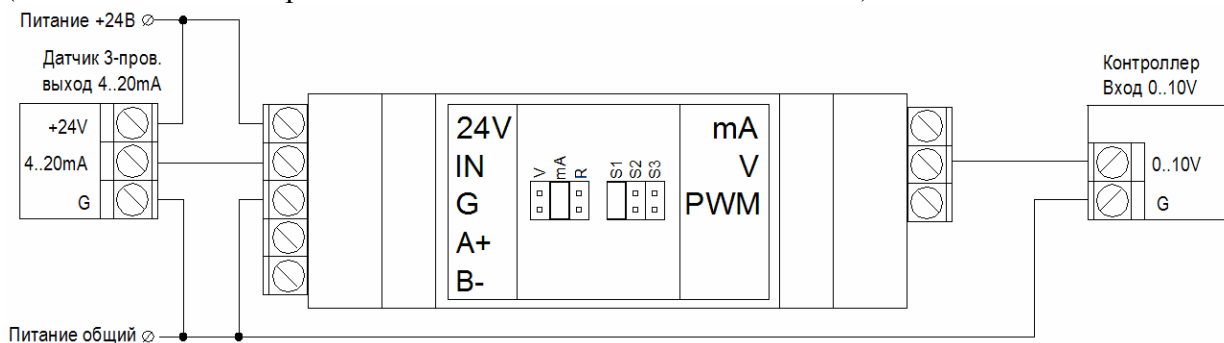 Питание +24В
Датчик 3-пров.
выход 4..20mA
+24V
4..20mA
G
24V
IN
G
A+
B-
V
mA
R
S1
S2
S3
mA
V
PWM
Контроллер
Вход 0..10V
0..10V
G
Питание общий